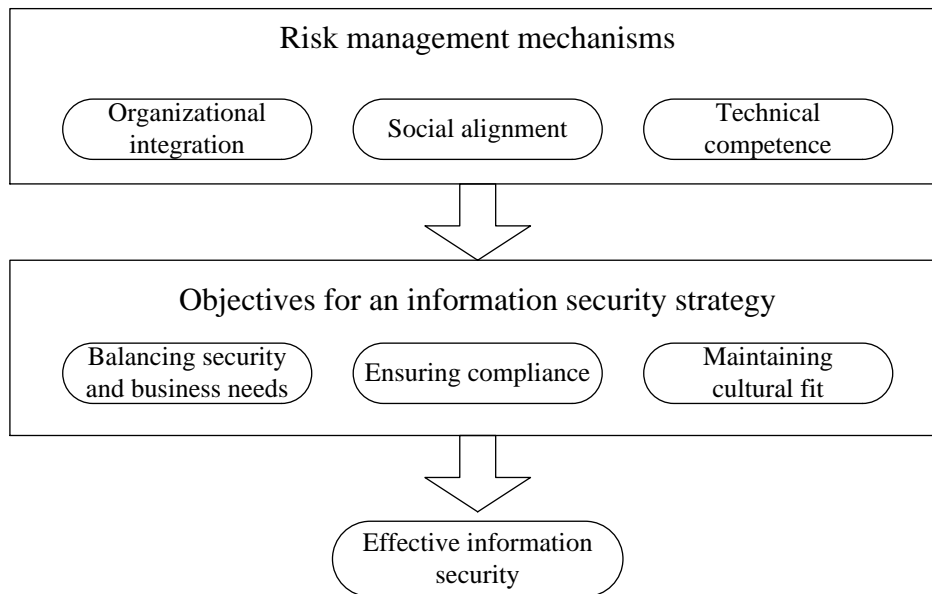 Risk management mechanisms
Organizational
integration
Social alignment
Technical
competence
Objectives for an information security strategy
Balancing security
and business needs
Ensuring compliance
Maintaining
cultural fit
Effective information
security